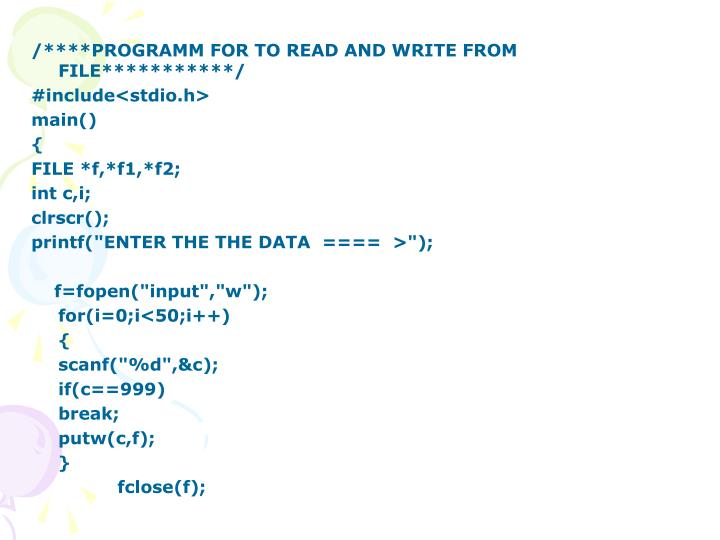 /****PROGRAMM FOR TO READ AND WRITE FROM
FILE***********/
#include<stdio.h>
main()
{
FILE *f,*f1,*f2;
int c,i;
clrscr();
printf("ENTER THE THE DATA  ====  >");
f=fopen("input","w");
for(i=0;i<50;i++)
{
scanf("%d",&c);
if(c==999)
break;
putw(c,f);
}
fclose(f);